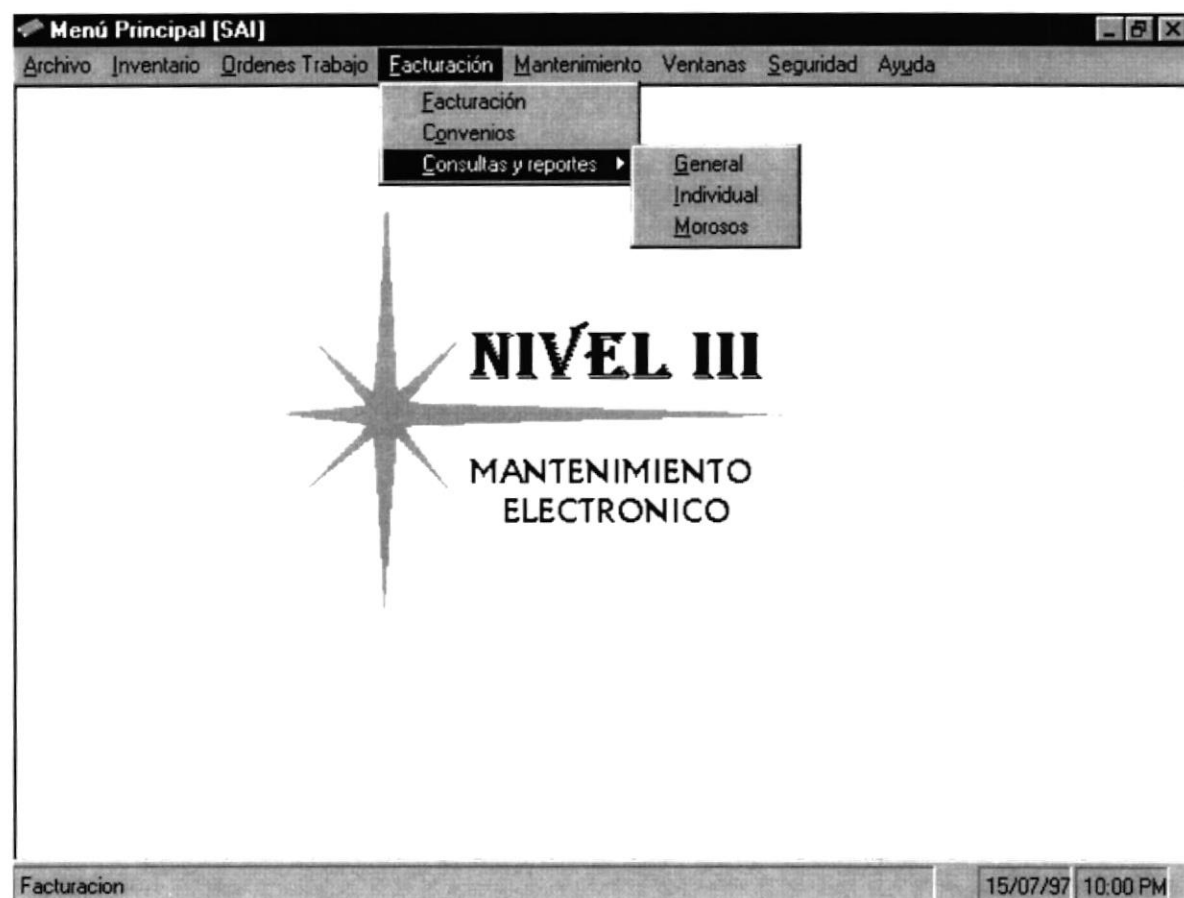 Menú Principal [SAI]
Archivo Inventario Ordenes Trabajo Facturación Mantenimiento Ventanas Seguridad Ayuda
Facturación
Convenios
Consultas y reportes
General
Individual
Morosos
NIVEL III
MANTENIMIENTO
ELECTRONICO
Facturacion 15/07/97 10:00 PM